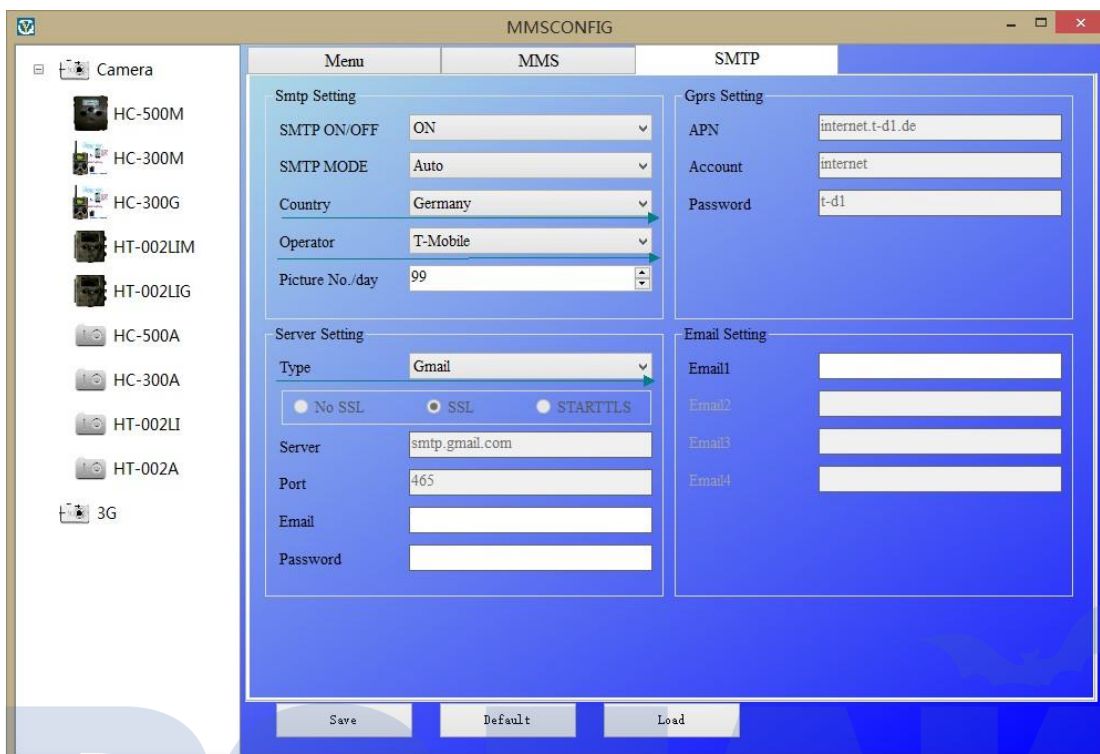 MMSCONFIG
Camera
HC-500M
HC-300M
HC-300G
HT-002LIM
HT-002LIG
HC-500A
HC-300A
HT-002LI
HT-002A
3G
Menu MMS SMTP
Smtp Setting
SMTP ON/OFF ON
SMTP MODE Auto
Country Germany
Operator T-Mobile
Picture No./day 99
Gprs Setting
APN internet.t-d1.de
Account internet
Password t-d1
Server Setting
Type Gmail
No SSL SSL STARTTLS
Server smtp.gmail.com
Port 465
Email
Password
Email Setting
Email1
Email2
Email3
Email4
Save Default Load